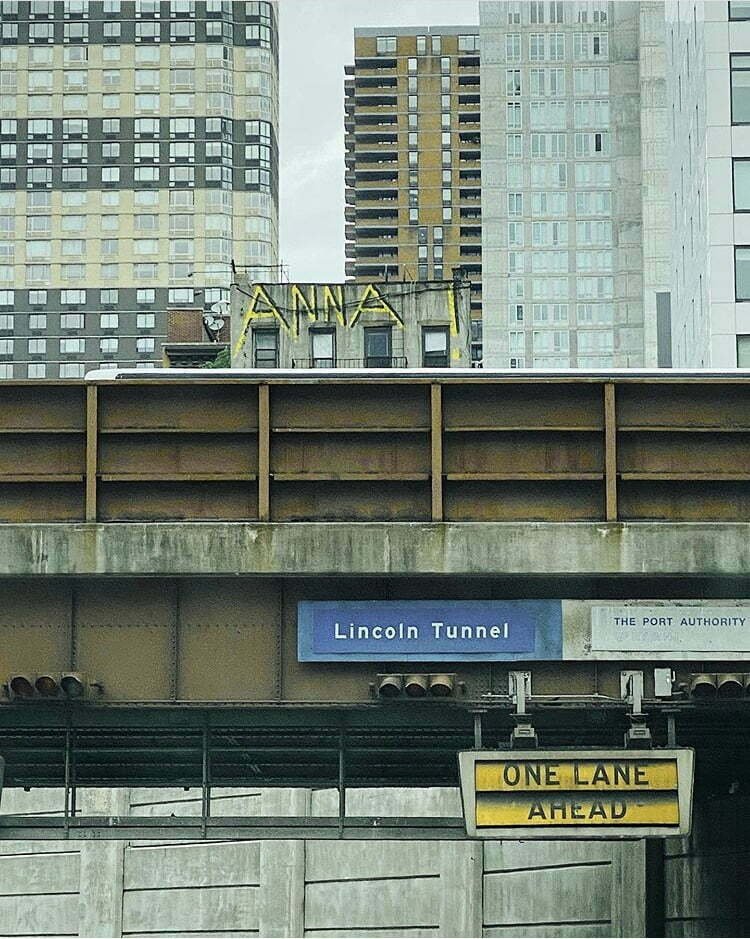 ANNA !
Lincoln Tunnel
THE PORT AUTHORITY
ONE LANE
AHEAD